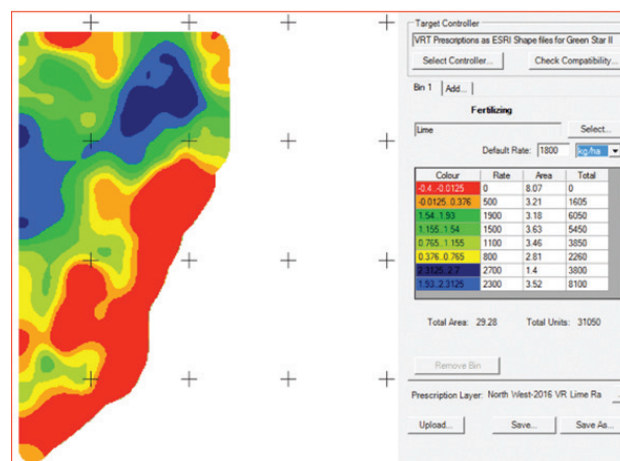 Target Controller
VRT Prescriptions as ESRI Shape files for Green Star II
Select Controller... Check Compatibility...
Bin 1 Add...
Fertilizing
Lime Select...
Default Rate: 1800 kg/ha
Colour Rate Area Total
-0.4..-0.0125 0 8.07 0
-0.0125..0.376 500 3.21 1605
1.54..1.93 1900 3.18 6050
1.155..1.54 1500 3.63 5450
0.765..1.155 1100 3.46 3850
0.376..0.765 800 2.81 2260
2.3125..2.7 2700 1.4 3800
1.93..2.3125 2300 3.52 8100
Total Area: 29.28 Total Units: 31050
Remove Bin
Prescription Layer: North West-2016 VR Lime Ra
Upload... Save... Save As...